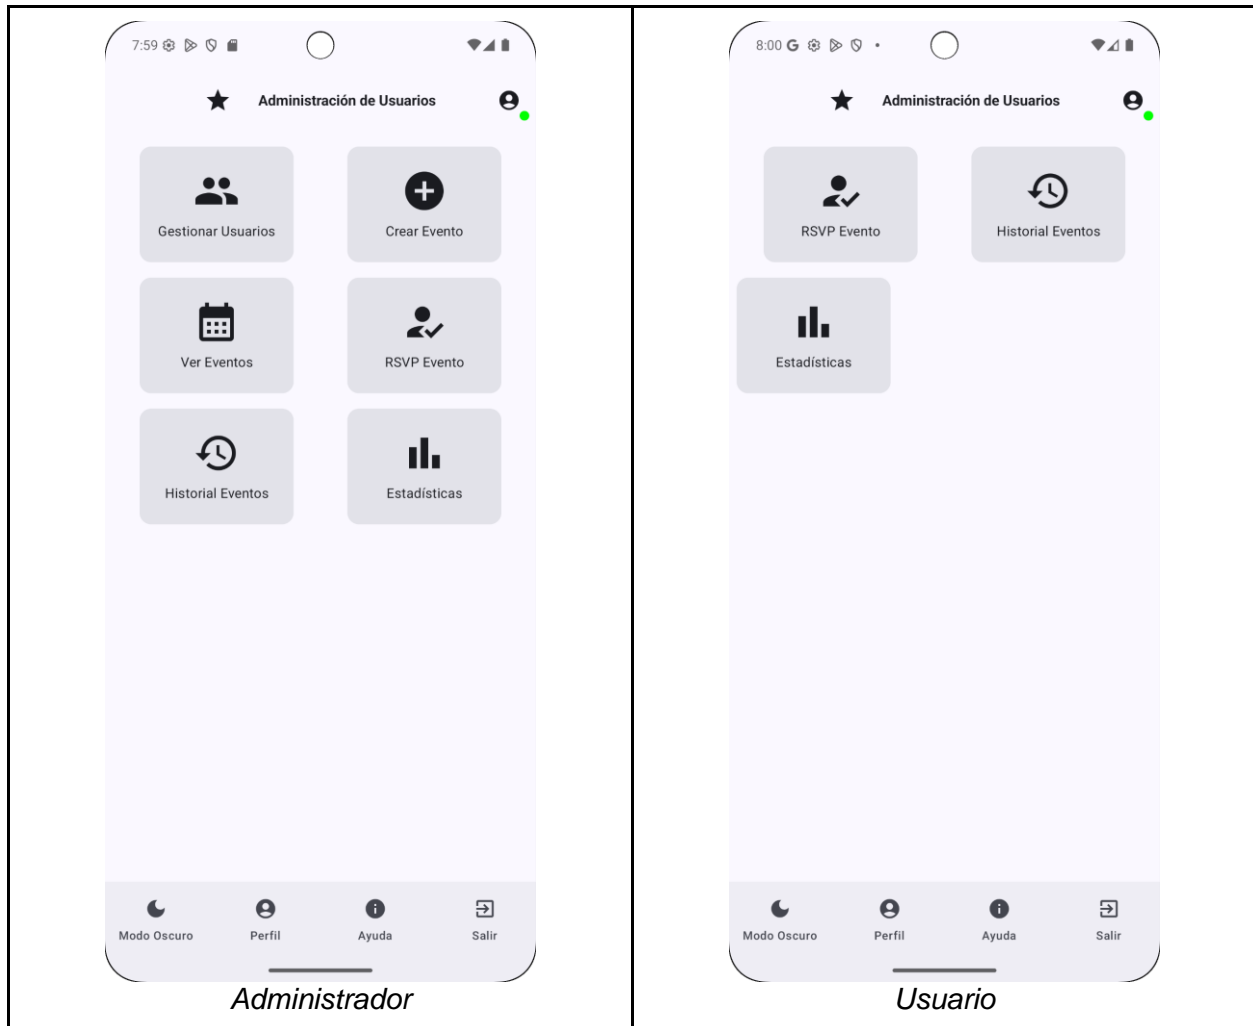 7:59
Administración de Usuarios
Gestionar Usuarios
Crear Evento
Ver Eventos
RSVP Evento
Historial Eventos
Estadísticas
Modo Oscuro
Perfil
Ayuda
Salir
Administrador
8:00 G
Administración de Usuarios
RSVP Evento
Historial Eventos
Estadísticas
Modo Oscuro
Perfil
Ayuda
Salir
Usuario